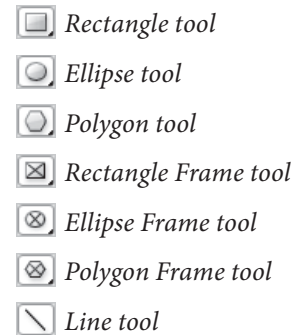 Rectangle tool
Ellipse tool
Polygon tool
Rectangle Frame tool
Ellipse Frame tool
Polygon Frame tool
Line tool